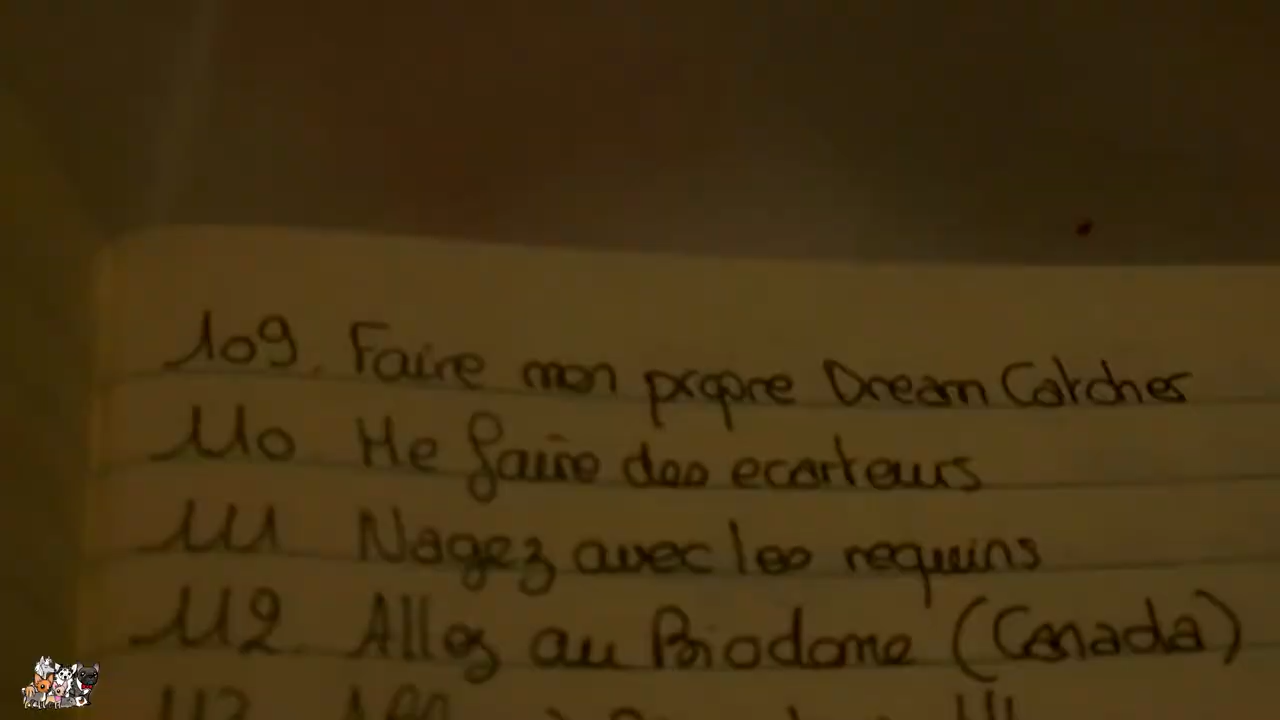 109. Faire mon propre Dream Catcher
110 Me faire des ecarteurs
111 Nagez avec les requins
112. Allez au Biodome (Canada)